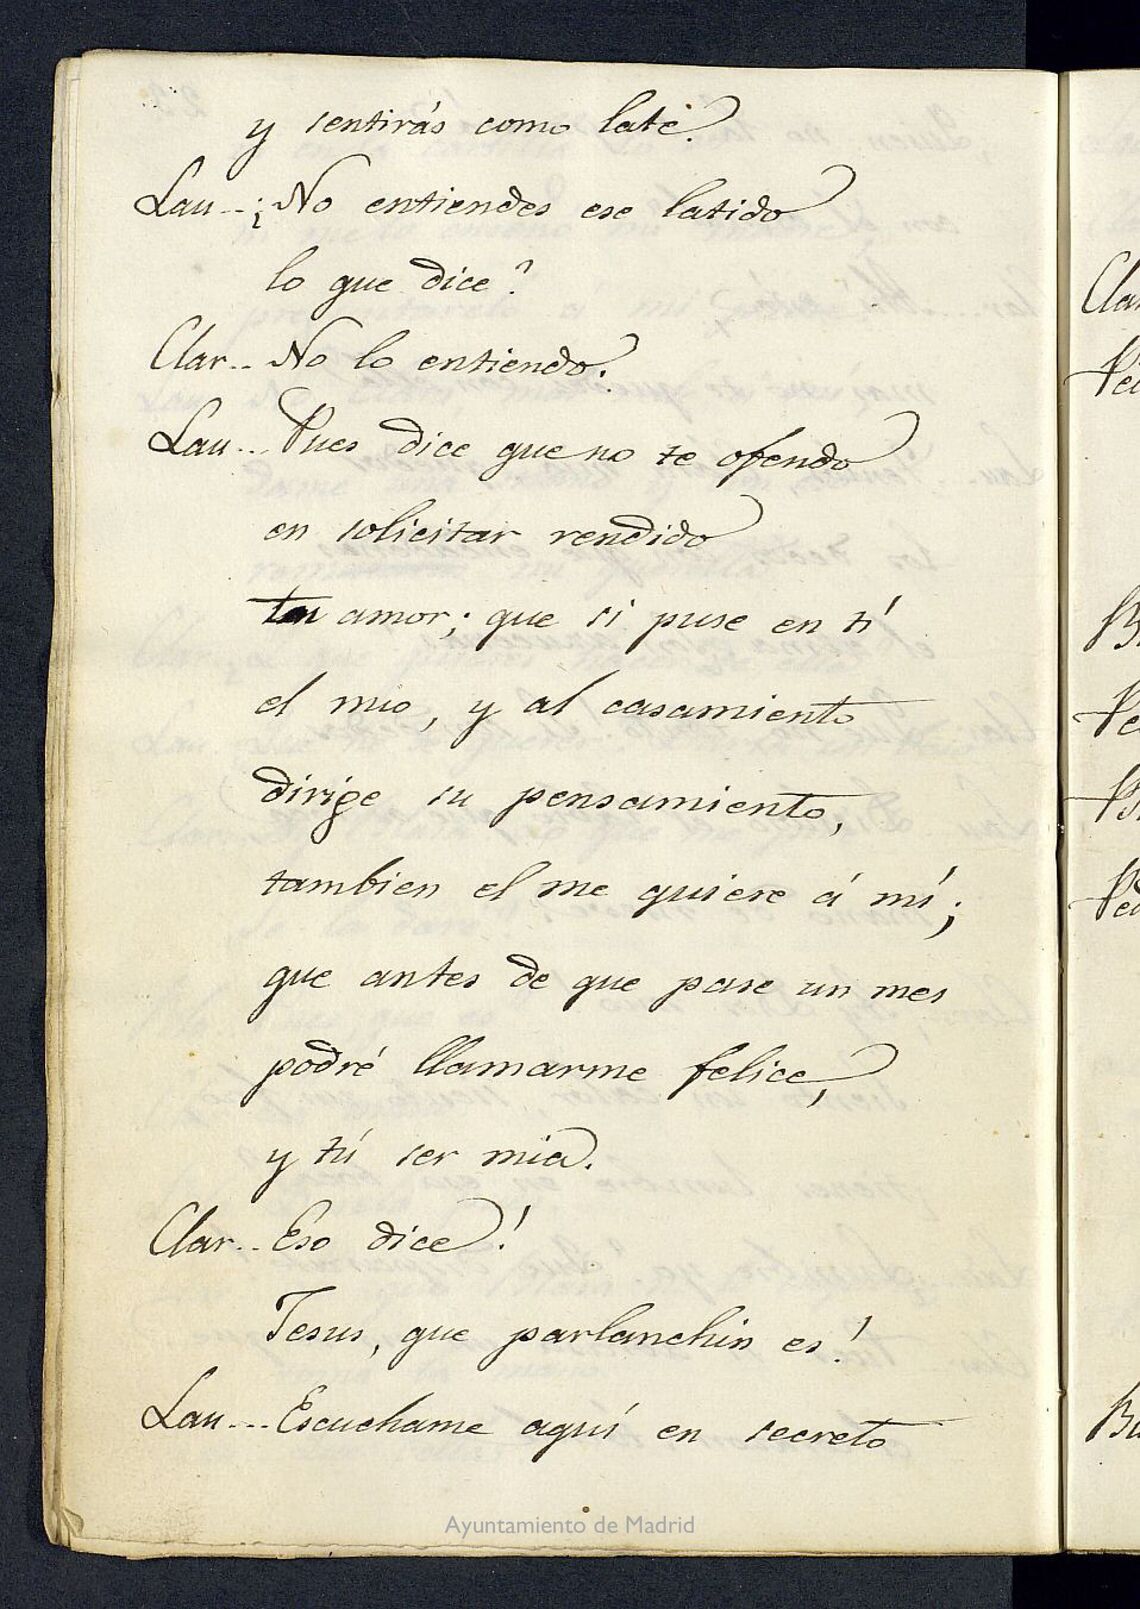 y sentirás como laté.
Lau... ¿No entiendes ese latido
lo que dice?
Clar.. No lo entiendo.
Lau... Pues dice que no te ofendo
en solicitar rendido
tu amor; que si puse en tí
el mio, y al casamiento
dirige su pensamiento,
tambien el me quiere á mí;
que antes de que pase un mes
podré llamarme felice,
y tú ser mia.
Clar.. Eso dice!
Jesus, que parlanchin es!
Lau... Escuchame aquí en secreto
Ayuntamiento de Madrid